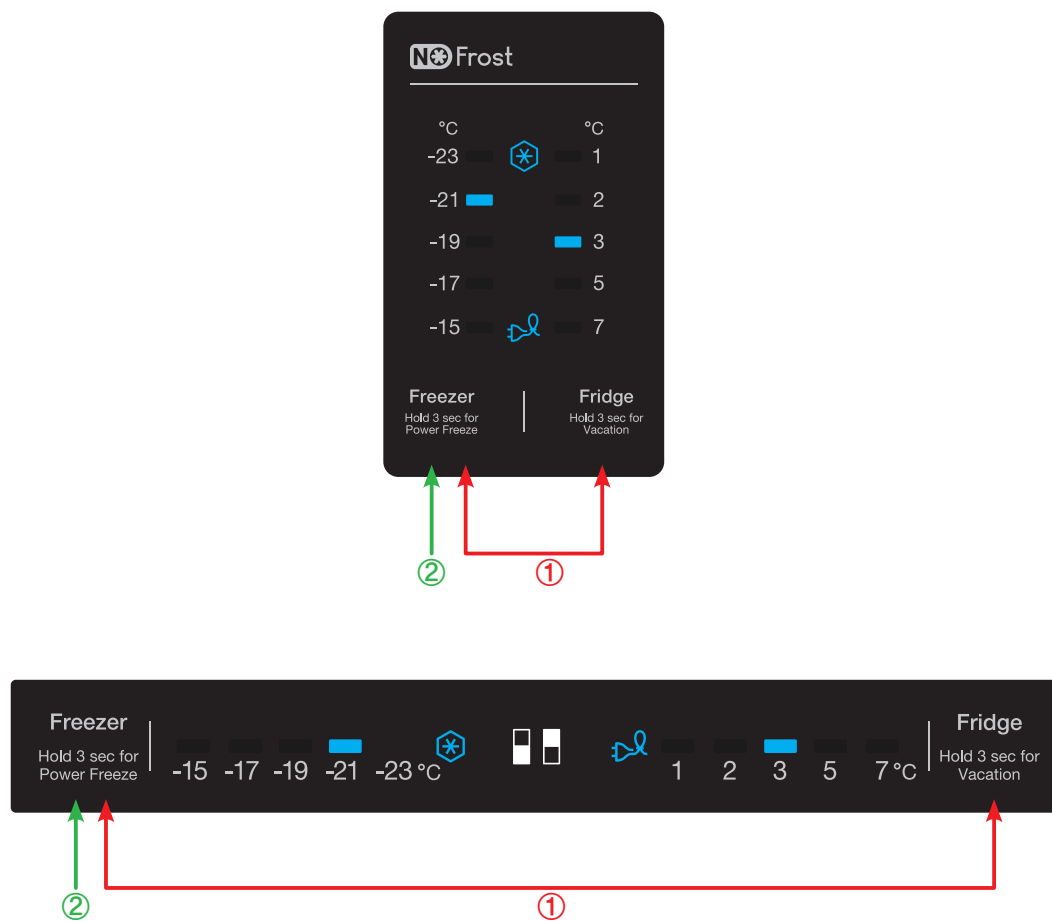 NO Frost
°C °C
-23 1
-21 2
-19 3
-17 5
-15 7
Freezer Fridge
Hold 3 sec for Hold 3 sec for
Power Freeze Vacation
② ①
Freezer Fridge
Hold 3 sec for Hold 3 sec for
Power Freeze Vacation
-15 -17 -19 -21 -23 °C 1 2 3 5 7 °C
② ①